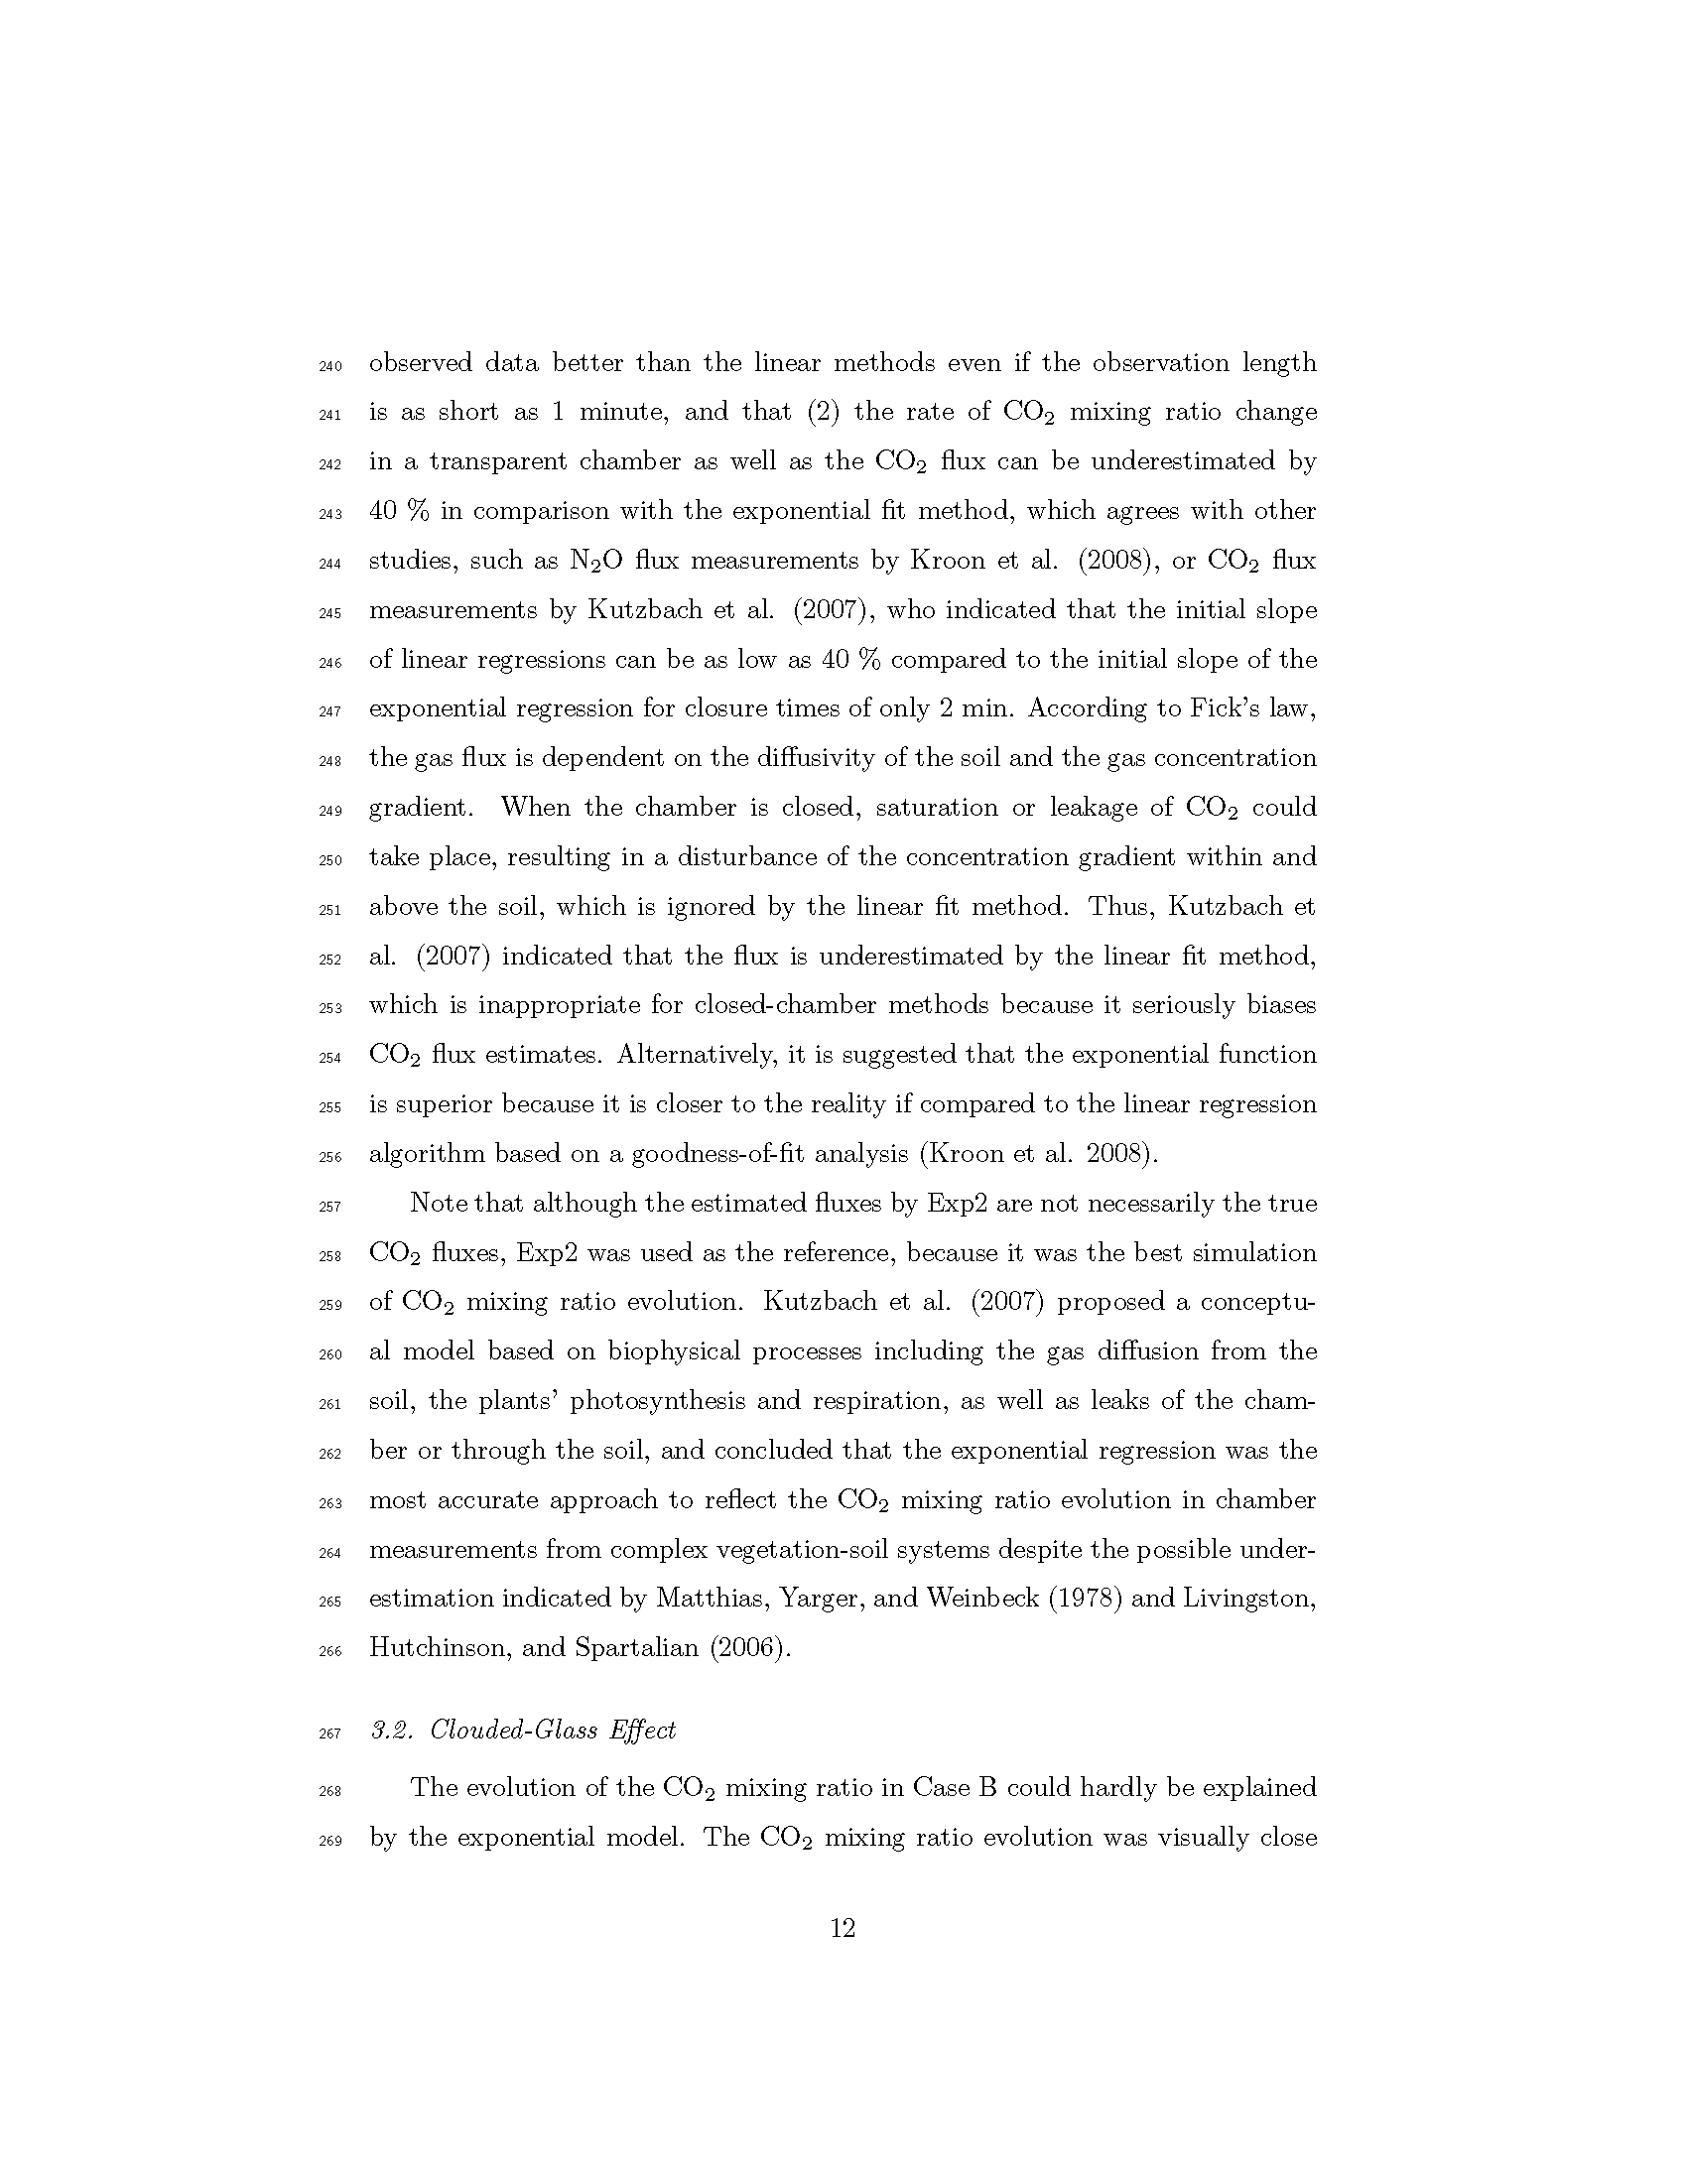 240 observed data better than the linear methods even if the observation length
241 is as short as 1 minute, and that (2) the rate of CO₂ mixing ratio change
242 in a transparent chamber as well as the CO₂ flux can be underestimated by
243 40 % in comparison with the exponential fit method, which agrees with other
244 studies, such as N₂O flux measurements by Kroon et al. (2008), or CO₂ flux
245 measurements by Kutzbach et al. (2007), who indicated that the initial slope
246 of linear regressions can be as low as 40 % compared to the initial slope of the
247 exponential regression for closure times of only 2 min. According to Fick's law,
248 the gas flux is dependent on the diffusivity of the soil and the gas concentration
249 gradient. When the chamber is closed, saturation or leakage of CO₂ could
250 take place, resulting in a disturbance of the concentration gradient within and
251 above the soil, which is ignored by the linear fit method. Thus, Kutzbach et
252 al. (2007) indicated that the flux is underestimated by the linear fit method,
253 which is inappropriate for closed-chamber methods because it seriously biases
254 CO₂ flux estimates. Alternatively, it is suggested that the exponential function
255 is superior because it is closer to the reality if compared to the linear regression
256 algorithm based on a goodness-of-fit analysis (Kroon et al. 2008).
257 Note that although the estimated fluxes by Exp2 are not necessarily the true
258 CO₂ fluxes, Exp2 was used as the reference, because it was the best simulation
259 of CO₂ mixing ratio evolution. Kutzbach et al. (2007) proposed a conceptu-
260 al model based on biophysical processes including the gas diffusion from the
261 soil, the plants' photosynthesis and respiration, as well as leaks of the cham-
262 ber or through the soil, and concluded that the exponential regression was the
263 most accurate approach to reflect the CO₂ mixing ratio evolution in chamber
264 measurements from complex vegetation-soil systems despite the possible under-
265 estimation indicated by Matthias, Yarger, and Weinbeck (1978) and Livingston,
266 Hutchinson, and Spartalian (2006).
267 3.2. Clouded-Glass Effect
268 The evolution of the CO₂ mixing ratio in Case B could hardly be explained
269 by the exponential model. The CO₂ mixing ratio evolution was visually close
12